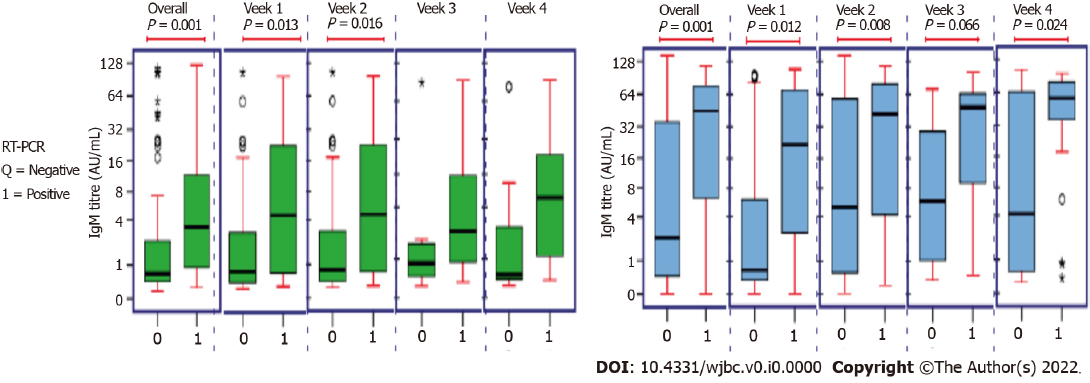 Overall Veek 1 Veek 2 Veek 3 Veek 4
P = 0.001 P = 0.013 P = 0.016
128
64
32
16
8
4
1
0
IgM titre (AU/mL)
RT-PCR
Q = Negative
1 = Positive
0 1 0 1 0 1 0 1 0 1
Overall Veek 1 Veek 2 Veek 3 Veek 4
P = 0.001 P = 0.012 P = 0.008 P = 0.066 P = 0.024
128
64
32
16
8
4
1
0
IgM titre (AU/mL)
0 1 0 1 0 1 0 1 0 1
DOI: 10.4331/wjbc.v0.i0.0000 Copyright ©The Author(s) 2022.